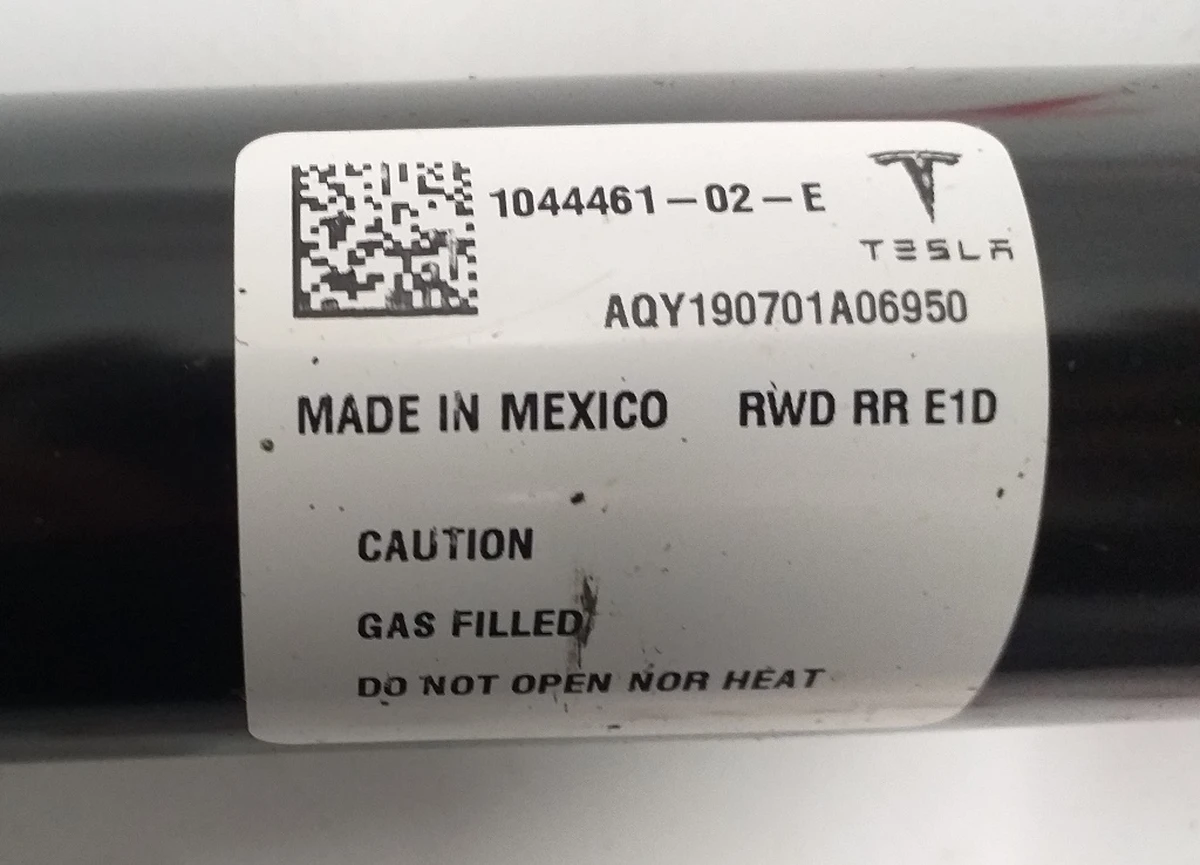 1044461-02-E
TESLA
AQY190701A06950
MADE IN MEXICO RWD RR E1D
CAUTION
GAS FILLED
DO NOT OPEN NOR HEAT